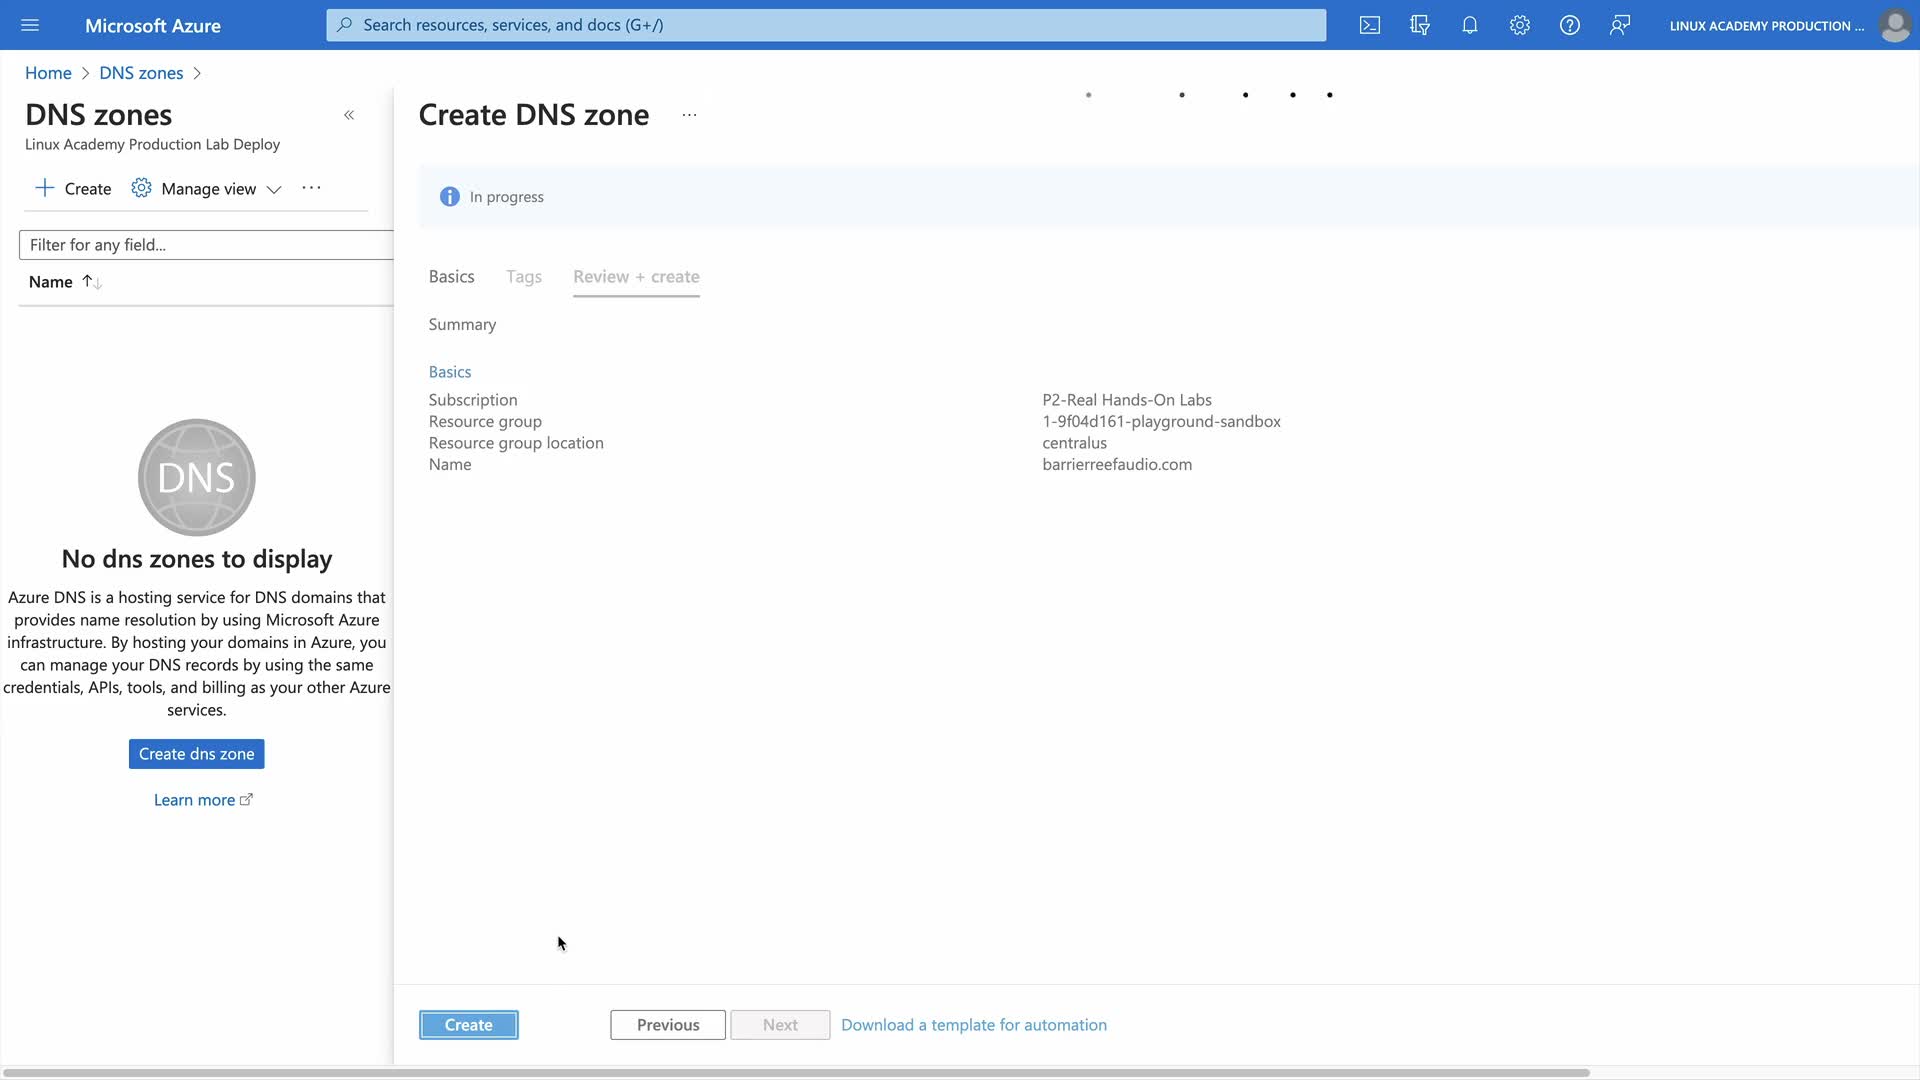 Microsoft Azure
Search resources, services, and docs (G+/)
LINUX ACADEMY PRODUCTION ...
Home > DNS zones >
DNS zones
Linux Academy Production Lab Deploy
Create
Manage view
Filter for any field...
Name
DNS
No dns zones to display
Azure DNS is a hosting service for DNS domains that
provides name resolution by using Microsoft Azure
infrastructure. By hosting your domains in Azure, you
can manage your DNS records by using the same
credentials, APIs, tools, and billing as your other Azure
services.
Create dns zone
Learn more
Create DNS zone
In progress
Basics Tags Review + create
Summary
Basics
Subscription P2-Real Hands-On Labs
Resource group 1-9f04d161-playground-sandbox
Resource group location centralus
Name barrierreefaudio.com
Create
Previous
Next
Download a template for automation